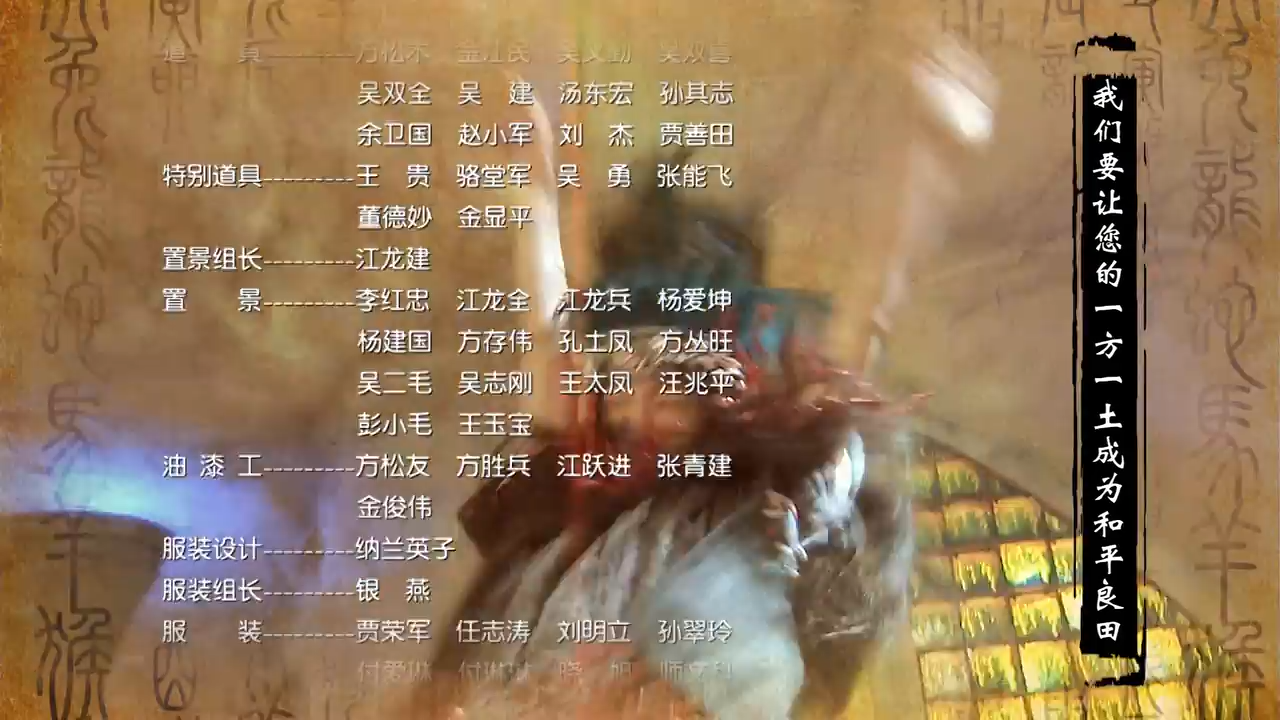 吴双全 吴 建 汤东宏 孙其志
余卫国 赵小军 刘 杰 贾善田
特别道具---------王 贵 骆堂军 吴 勇 张能飞
董德妙 金显平
置景组长---------江龙建
置 景---------李红忠 江龙全 江龙兵 杨爱坤
杨建国 方存伟 孔土凤 方丛旺
吴二毛 吴志刚 王太凤 汪兆平
彭小毛 王玉宝
油 漆 工---------方松友 方胜兵 江跃进 张青建
金俊伟
服装设计---------纳兰英子
服装组长---------银 燕
服 装---------贾荣军 任志涛 刘明立 孙翠玲
我们要让您的一方一土成为和平良田